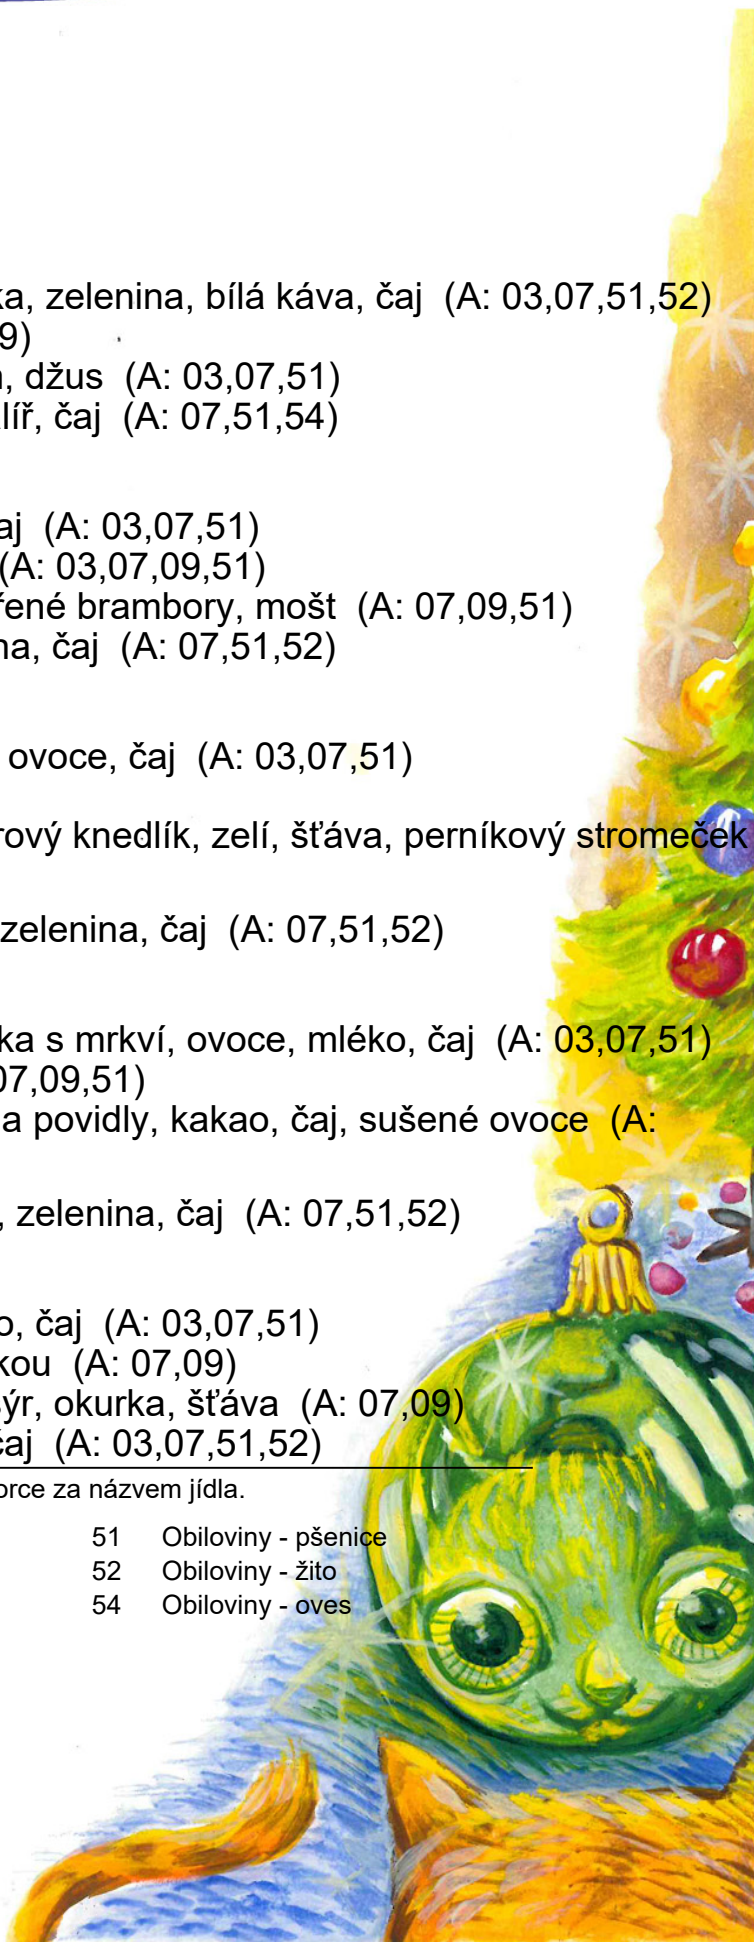 ka, zelenina, bílá káva, čaj (A: 03,07,51,52)
9)
, džus (A: 03,07,51)
líř, čaj (A: 07,51,54)
aj (A: 03,07,51)
(A: 03,07,09,51)
řené brambory, mošt (A: 07,09,51)
na, čaj (A: 07,51,52)
ovoce, čaj (A: 03,07,51)
rový knedlík, zelí, šťáva, perníkový stromeček
zelenina, čaj (A: 07,51,52)
ka s mrkví, ovoce, mléko, čaj (A: 03,07,51)
07,09,51)
a povidly, kakao, čaj, sušené ovoce (A:
, zelenina, čaj (A: 07,51,52)
o, čaj (A: 03,07,51)
kou (A: 07,09)
sýr, okurka, šťáva (A: 07,09)
čaj (A: 03,07,51,52)
orce za názvem jídla.
51 Obiloviny - pšenice
52 Obiloviny - žito
54 Obiloviny - oves